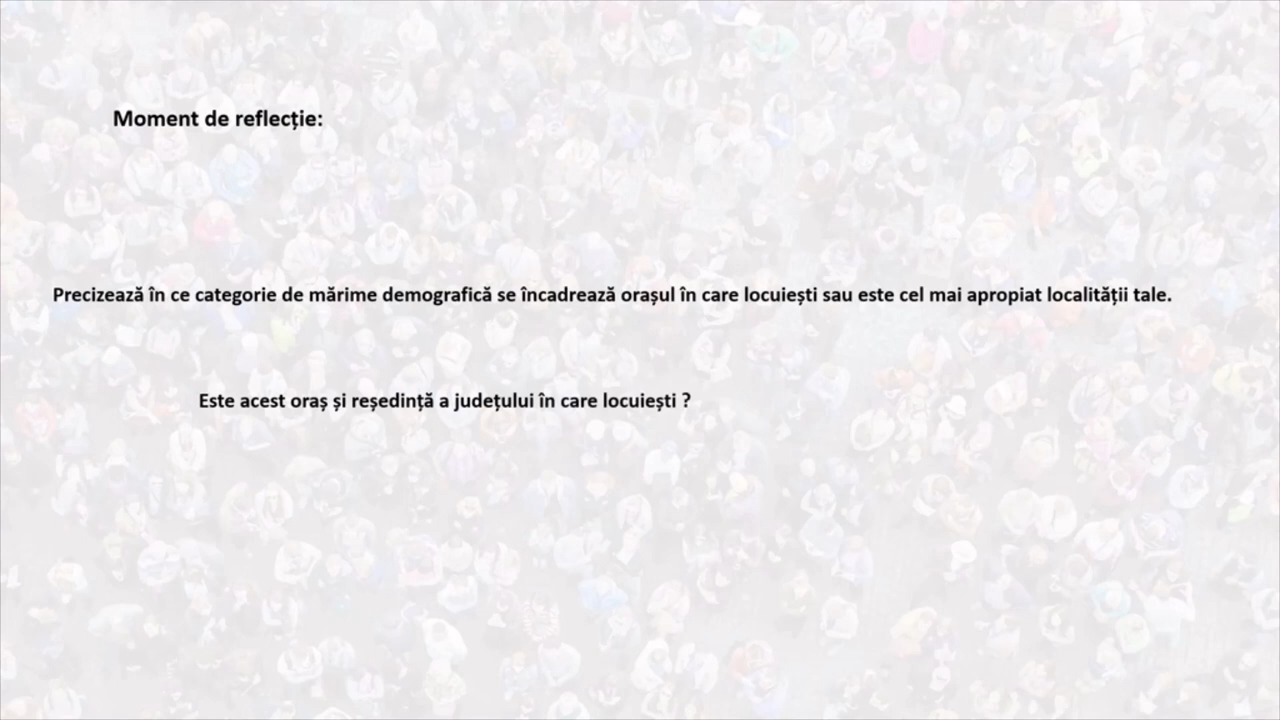 Moment de reflecție:
Precizează în ce categorie de mărime demografică se încadrează orașul în care locuiești sau este cel mai apropiat localității tale.
Este acest oraș și reședință a județului în care locuiești ?